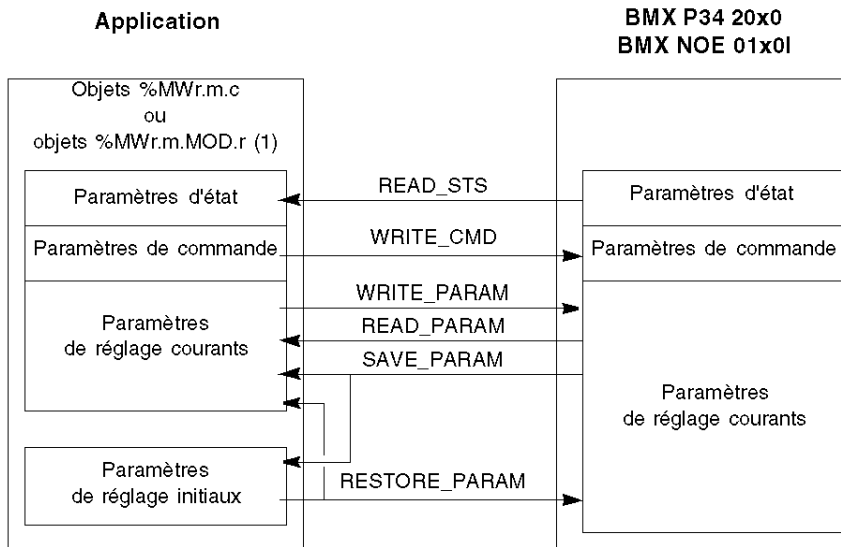 Application
BMX P34 20x0
BMX NOE 01x0I
Objets %MWr.m.c
ou
objets %MWr.m.MOD.r (1)
Paramètres d'état
READ_STS
Paramètres d'état
Paramètres de commande
WRITE_CMD
Paramètres de commande
WRITE_PARAM
Paramètres
de réglage courants
READ_PARAM
SAVE_PARAM
Paramètres
de réglage courants
Paramètres
de réglage initiaux
RESTORE_PARAM